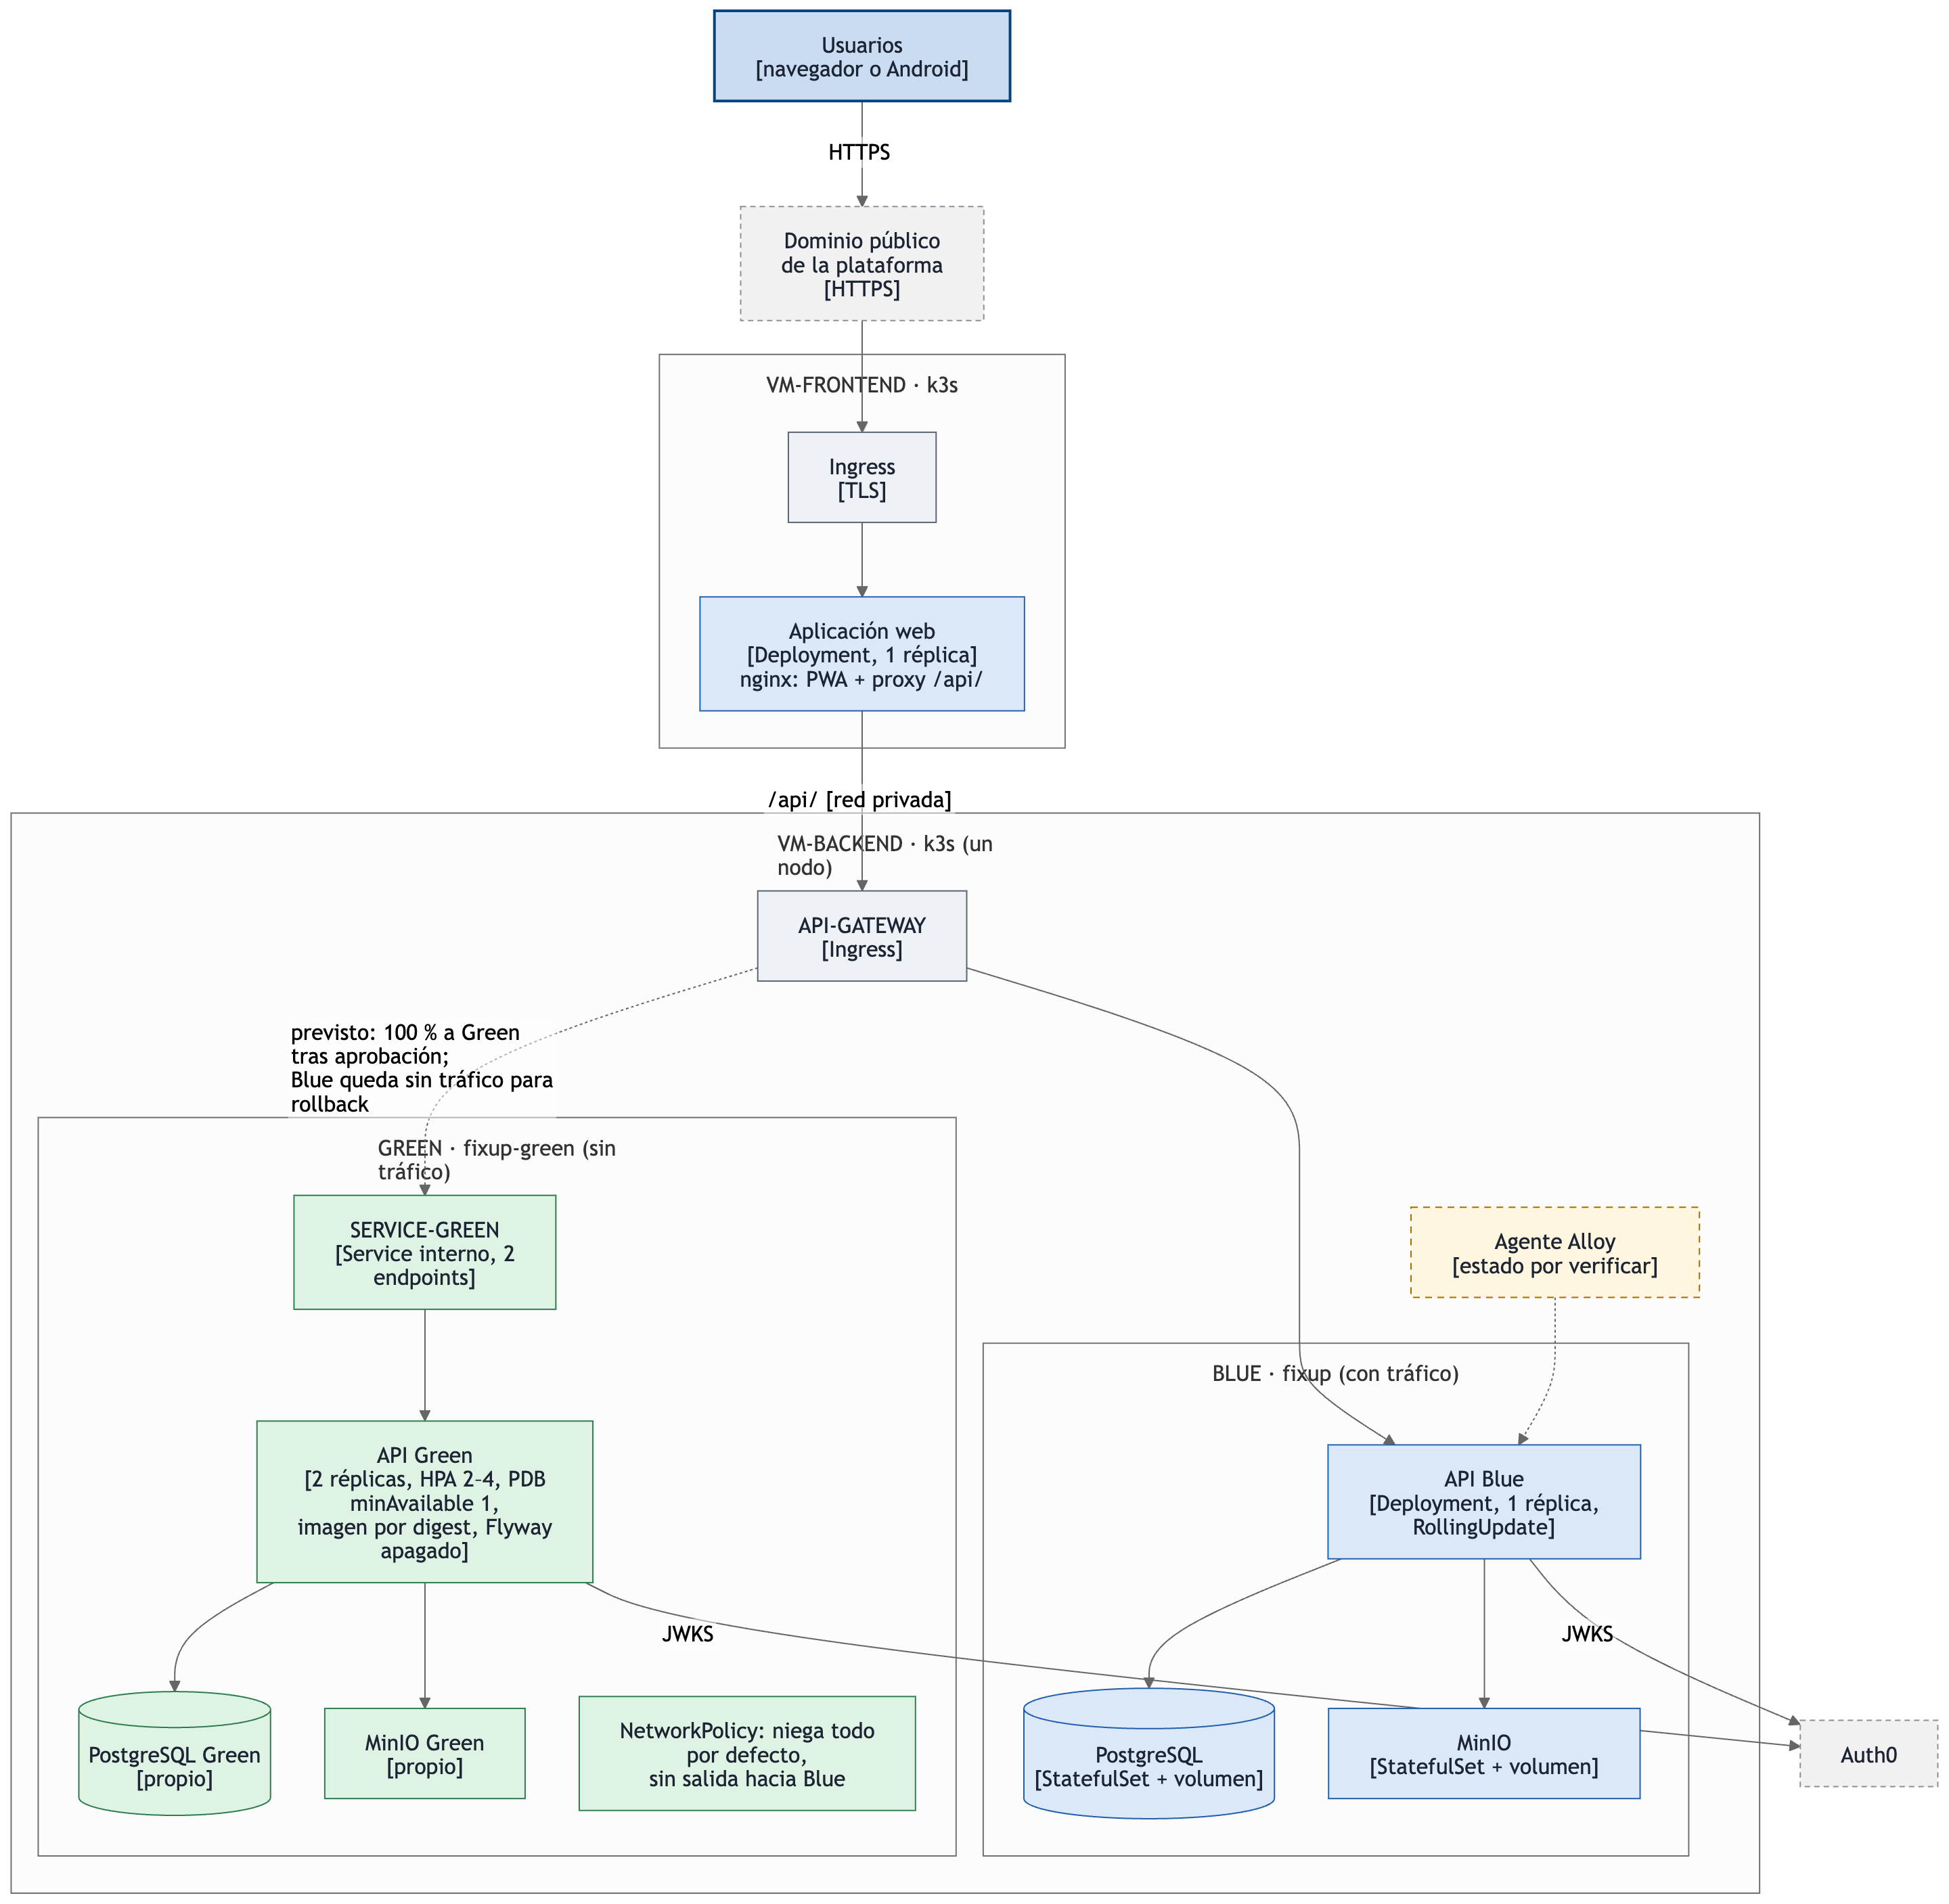 Usuarios
[navegador o Android]
HTTPS
Dominio público
de la plataforma
[HTTPS]
VM-FRONTEND · k3s
Ingress
[TLS]
Aplicación web
[Deployment, 1 réplica]
nginx: PWA + proxy /api/
/api/ [red privada]
VM-BACKEND · k3s (un
nodo)
API-GATEWAY
[Ingress]
previsto: 100 % a Green
tras aprobación;
Blue queda sin tráfico para
rollback
GREEN · fixup-green (sin
tráfico)
SERVICE-GREEN
[Service interno, 2
endpoints]
Agente Alloy
[estado por verificar]
BLUE · fixup (con tráfico)
API Green
[2 réplicas, HPA 2–4, PDB
minAvailable 1,
imagen por digest, Flyway
apagado]
API Blue
[Deployment, 1 réplica,
RollingUpdate]
JWKS
JWKS
PostgreSQL Green
[propio]
MinIO Green
[propio]
NetworkPolicy: niega todo
por defecto,
sin salida hacia Blue
PostgreSQL
[StatefulSet + volumen]
MinIO
[StatefulSet + volumen]
Auth0